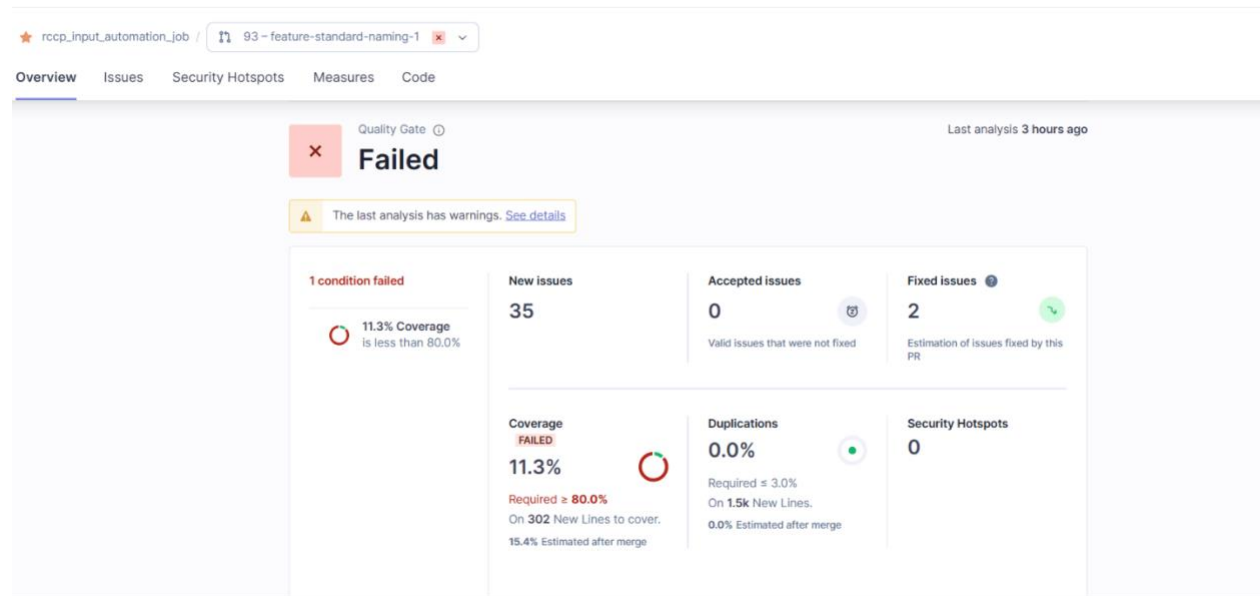 rccp_input_automation_job / 93 – feature-standard-naming-1
Overview Issues Security Hotspots Measures Code
Quality Gate
Failed
Last analysis 3 hours ago
The last analysis has warnings. See details
1 condition failed
11.3% Coverage
is less than 80.0%
New issues
35
Accepted issues
0
Valid issues that were not fixed
Fixed issues
2
Estimation of issues fixed by this
PR
Coverage
FAILED
11.3%
Required ≥ 80.0%
On 302 New Lines to cover.
15.4% Estimated after merge
Duplications
0.0%
Required ≤ 3.0%
On 1.5k New Lines.
0.0% Estimated after merge
Security Hotspots
0